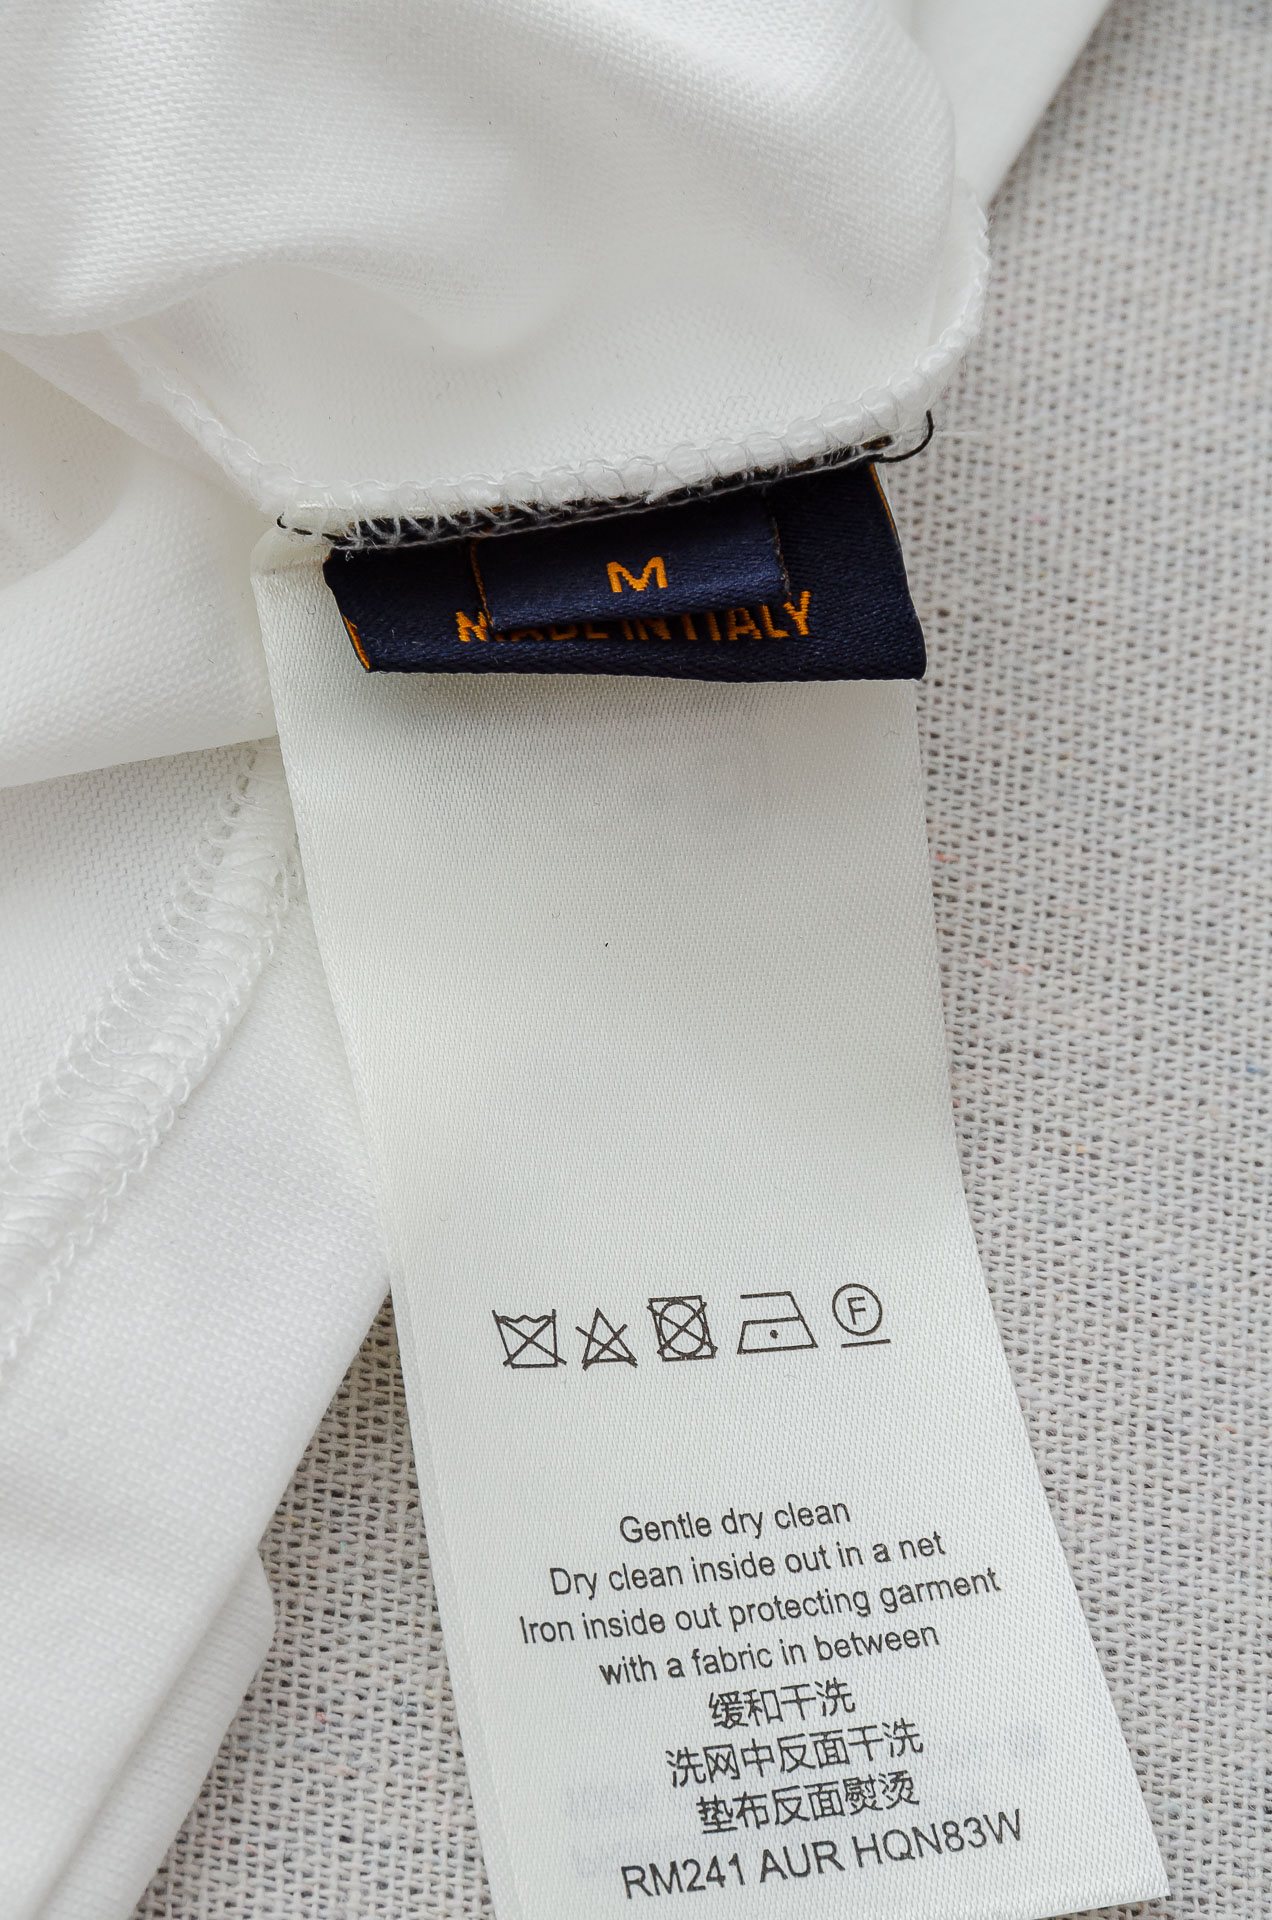 M
MADE IN ITALY
F
Gentle dry clean
Dry clean inside out in a net
Iron inside out protecting garment
with a fabric in between
缓和干洗
洗网中反面干洗
垫布反面熨烫
RM241 AUR HQN83W